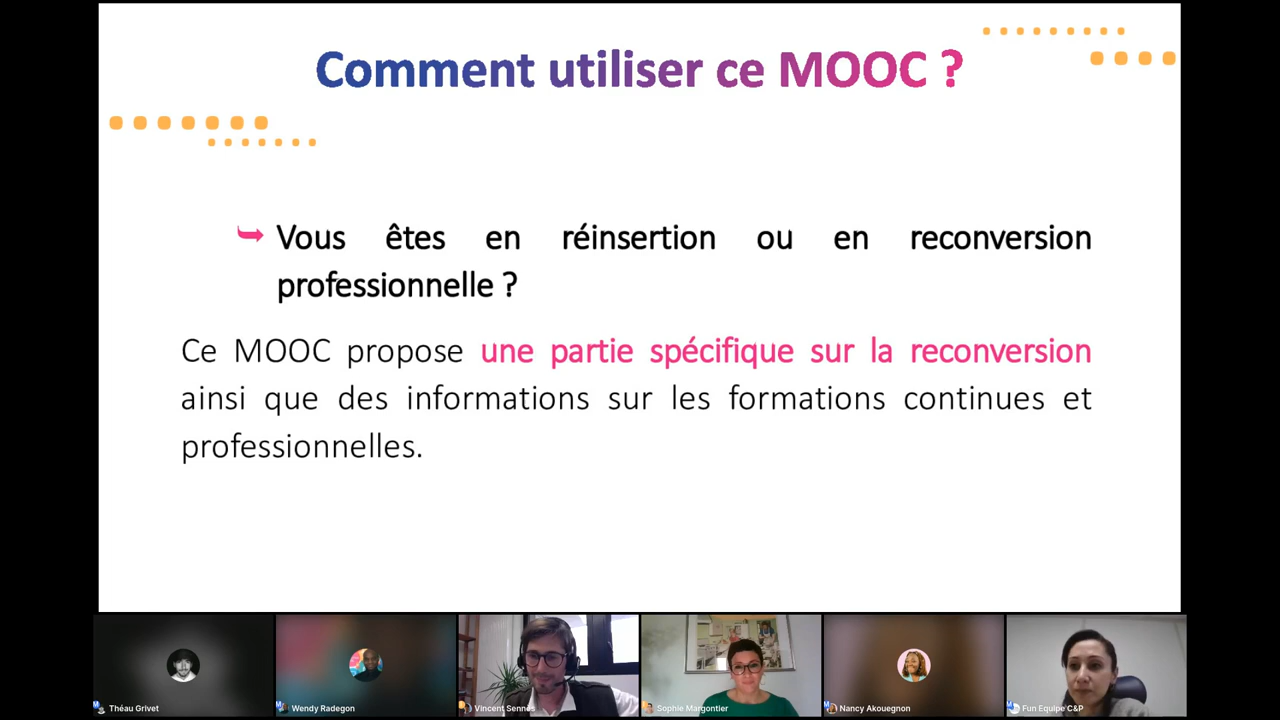 Comment utiliser ce MOOC ?
Vous êtes en réinsertion ou en reconversion
professionnelle ?
Ce MOOC propose une partie spécifique sur la reconversion
ainsi que des informations sur les formations continues et
professionnelles.
Théau Grivet
Wendy Radegon
Vincent Sennès
Sophie Margontier
Nancy Akouegnon
Fun Equipe C&P